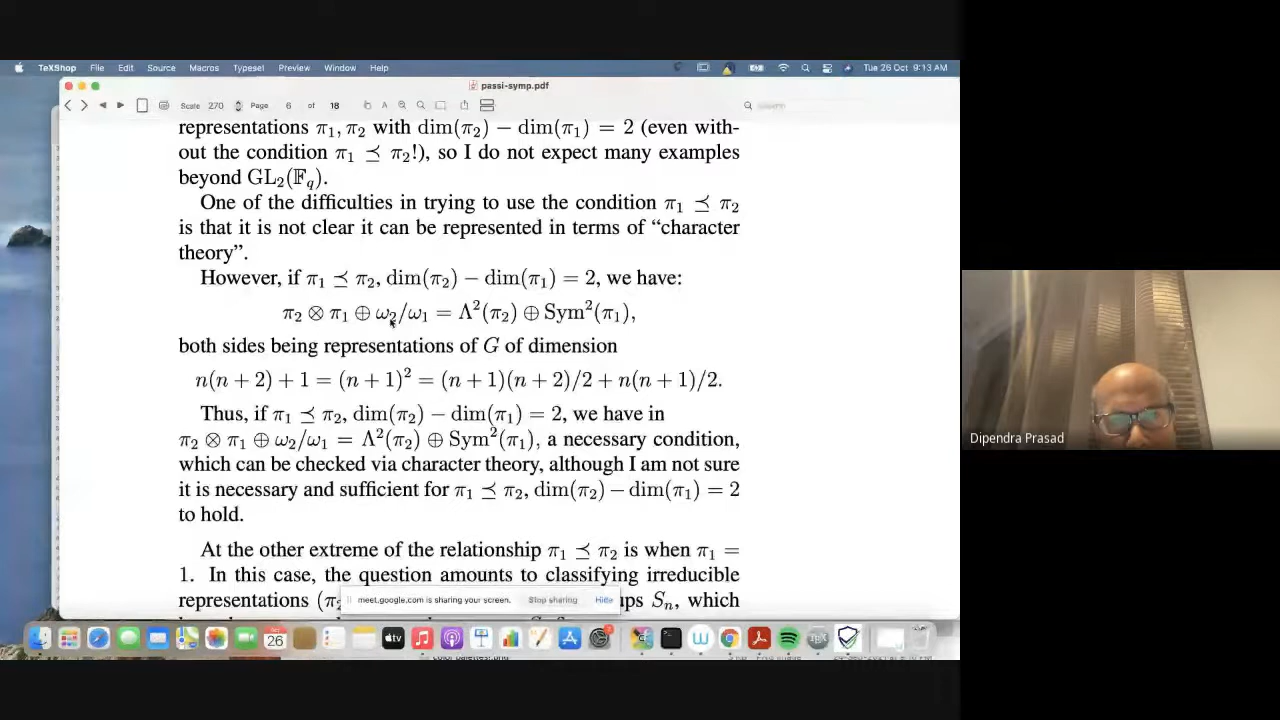 TeXShop File Edit Source Macros Typeset Preview Window Help Tue 26 Oct 9:13 AM
passi-symp.pdf
Scale 270 Page 6 of 18 Search
representations π₁, π₂ with dim(π₂) − dim(π₁) = 2 (even with-
out the condition π₁ ⪯ π₂!), so I do not expect many examples
beyond GL₂(𝔽_q).
One of the difficulties in trying to use the condition π₁ ⪯ π₂
is that it is not clear it can be represented in terms of “character
theory”.
However, if π₁ ⪯ π₂, dim(π₂) − dim(π₁) = 2, we have:
π₂ ⊗ π₁ ⊕ ω₂/ω₁ = Λ²(π₂) ⊕ Sym²(π₁),
both sides being representations of G of dimension
n(n + 2) + 1 = (n + 1)² = (n + 1)(n + 2)/2 + n(n + 1)/2.
Thus, if π₁ ⪯ π₂, dim(π₂) − dim(π₁) = 2, we have in
π₂ ⊗ π₁ ⊕ ω₂/ω₁ = Λ²(π₂) ⊕ Sym²(π₁), a necessary condition,
which can be checked via character theory, although I am not sure
it is necessary and sufficient for π₁ ⪯ π₂, dim(π₂) − dim(π₁) = 2
to hold.
At the other extreme of the relationship π₁ ⪯ π₂ is when π₁ =
1. In this case, the question amounts to classifying irreducible
representations (π₂ ups Sₙ, which
meet.google.com is sharing your screen. Stop sharing Hide
OCT
26
tv
Dipendra Prasad